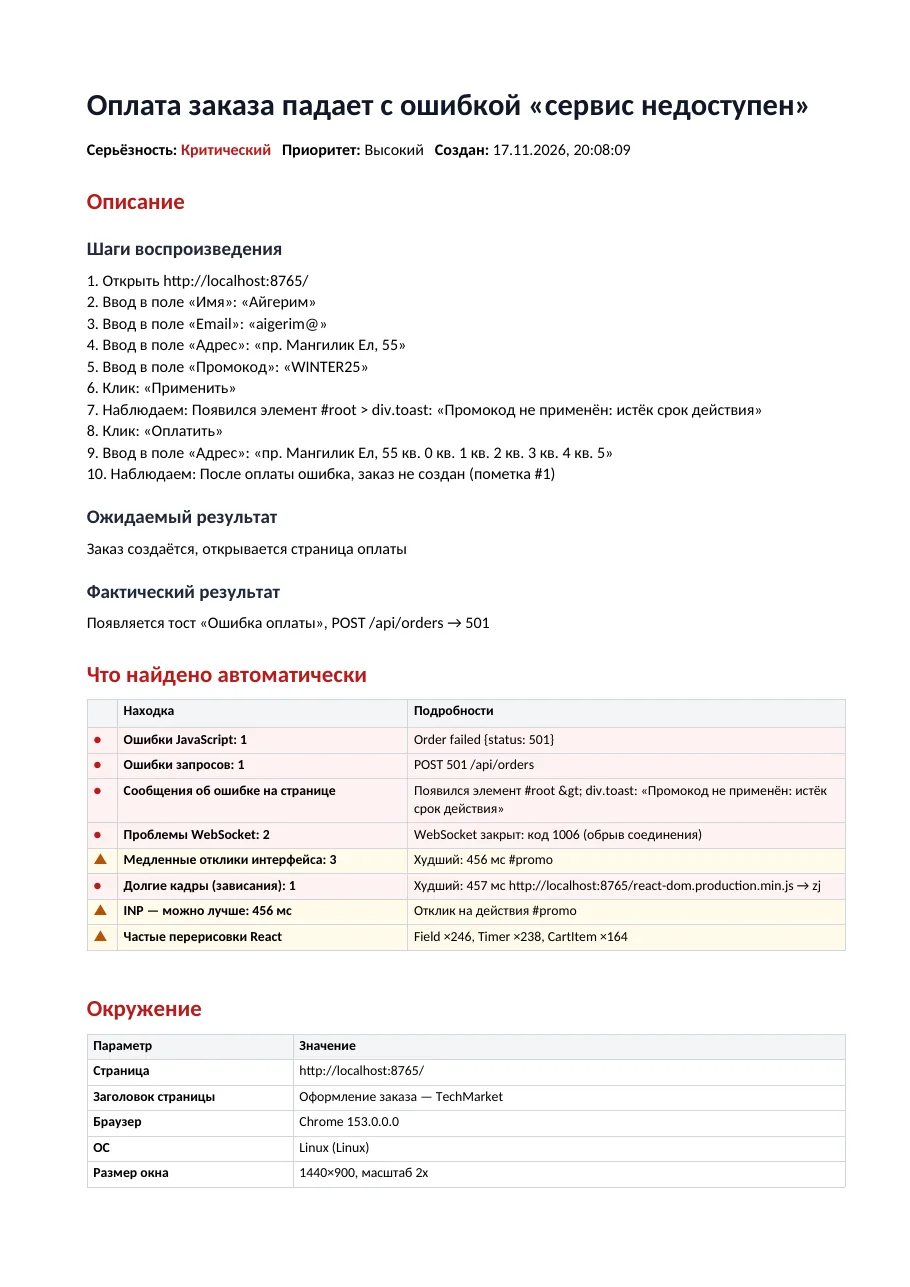 Оплата заказа падает с ошибкой «сервис недоступен»
Серьёзность: Критический Приоритет: Высокий Создан: 17.11.2026, 20:08:09
Описание
Шаги воспроизведения
1. Открыть http://localhost:8765/
2. Ввод в поле «Имя»: «Айгерим»
3. Ввод в поле «Email»: «aigerim@»
4. Ввод в поле «Адрес»: «пр. Мангилик Ел, 55»
5. Ввод в поле «Промокод»: «WINTER25»
6. Клик: «Применить»
7. Наблюдаем: Появился элемент #root > div.toast: «Промокод не применён: истёк срок действия»
8. Клик: «Оплатить»
9. Ввод в поле «Адрес»: «пр. Мангилик Ел, 55 кв. 0 кв. 1 кв. 2 кв. 3 кв. 4 кв. 5»
10. Наблюдаем: После оплаты ошибка, заказ не создан (пометка #1)
Ожидаемый результат
Заказ создаётся, открывается страница оплаты
Фактический результат
Появляется тост «Ошибка оплаты», POST /api/orders → 501
Что найдено автоматически
Находка Подробности
● Ошибки JavaScript: 1 Order failed {status: 501}
● Ошибки запросов: 1 POST 501 /api/orders
● Сообщения об ошибке на странице Появился элемент #root &gt; div.toast: «Промокод не применён: истёк
срок действия»
● Проблемы WebSocket: 2 WebSocket закрыт: код 1006 (обрыв соединения)
▲ Медленные отклики интерфейса: 3 Худший: 456 мс #promo
● Долгие кадры (зависания): 1 Худший: 457 мс http://localhost:8765/react-dom.production.min.js → zj
▲ INP — можно лучше: 456 мс Отклик на действия #promo
▲ Частые перерисовки React Field ×246, Timer ×238, CartItem ×164
Окружение
Параметр Значение
Страница http://localhost:8765/
Заголовок страницы Оформление заказа — TechMarket
Браузер Chrome 153.0.0.0
ОС Linux (Linux)
Размер окна 1440×900, масштаб 2x